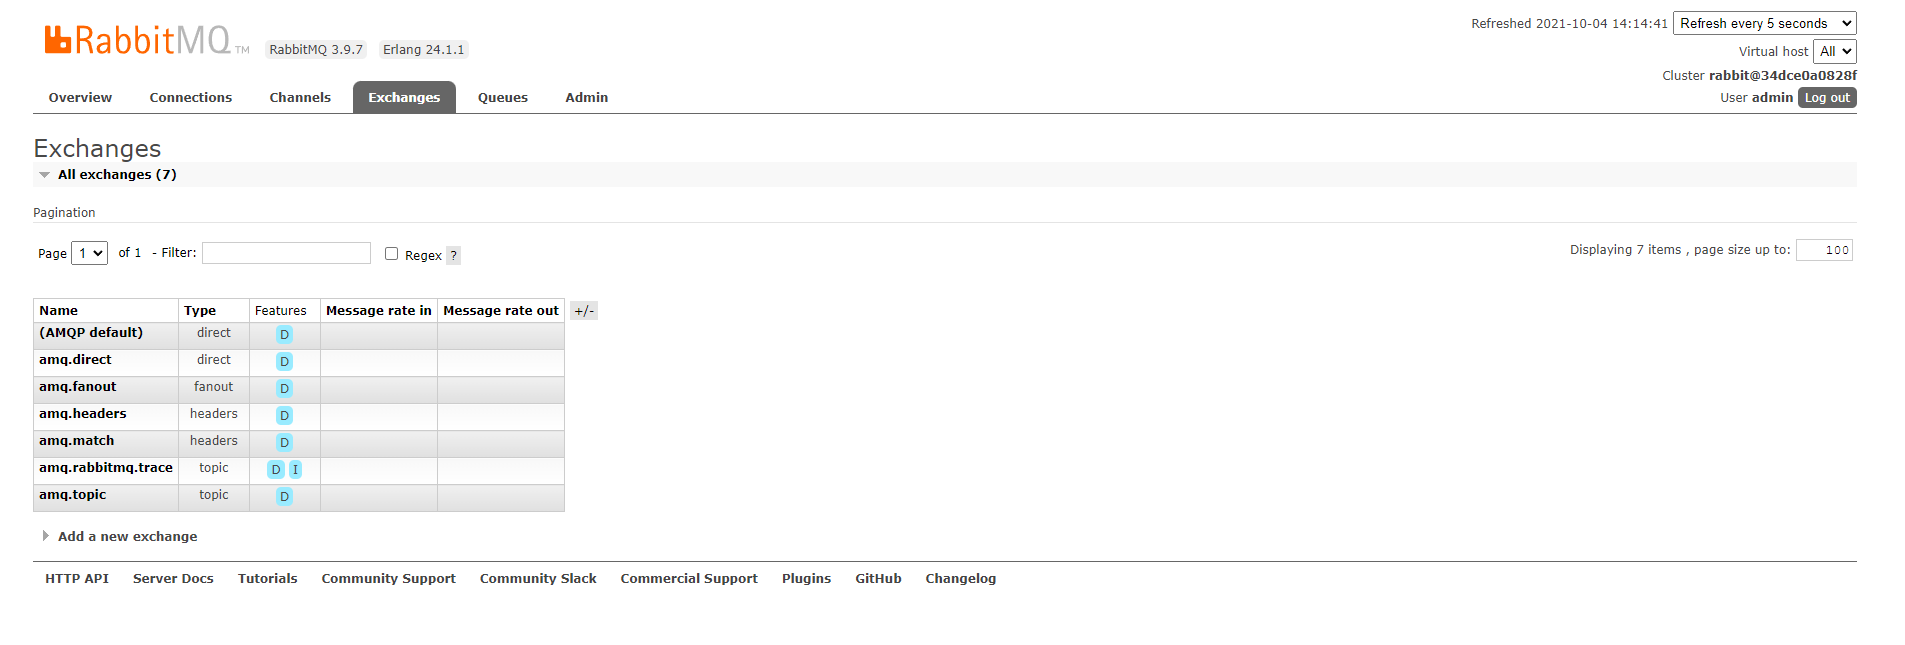 RabbitMQ TM RabbitMQ 3.9.7 Erlang 24.1.1
Refreshed 2021-10-04 14:14:41 Refresh every 5 seconds
Virtual host All
Cluster rabbit@34dce0a0828f
User admin Log out
Overview Connections Channels Exchanges Queues Admin
Exchanges
All exchanges (7)
Pagination
Page 1 of 1 - Filter: Regex ?
Displaying 7 items , page size up to: 100
Name Type Features Message rate in Message rate out +/-
(AMQP default) direct D
amq.direct direct D
amq.fanout fanout D
amq.headers headers D
amq.match headers D
amq.rabbitmq.trace topic D I
amq.topic topic D
Add a new exchange
HTTP API Server Docs Tutorials Community Support Community Slack Commercial Support Plugins GitHub Changelog